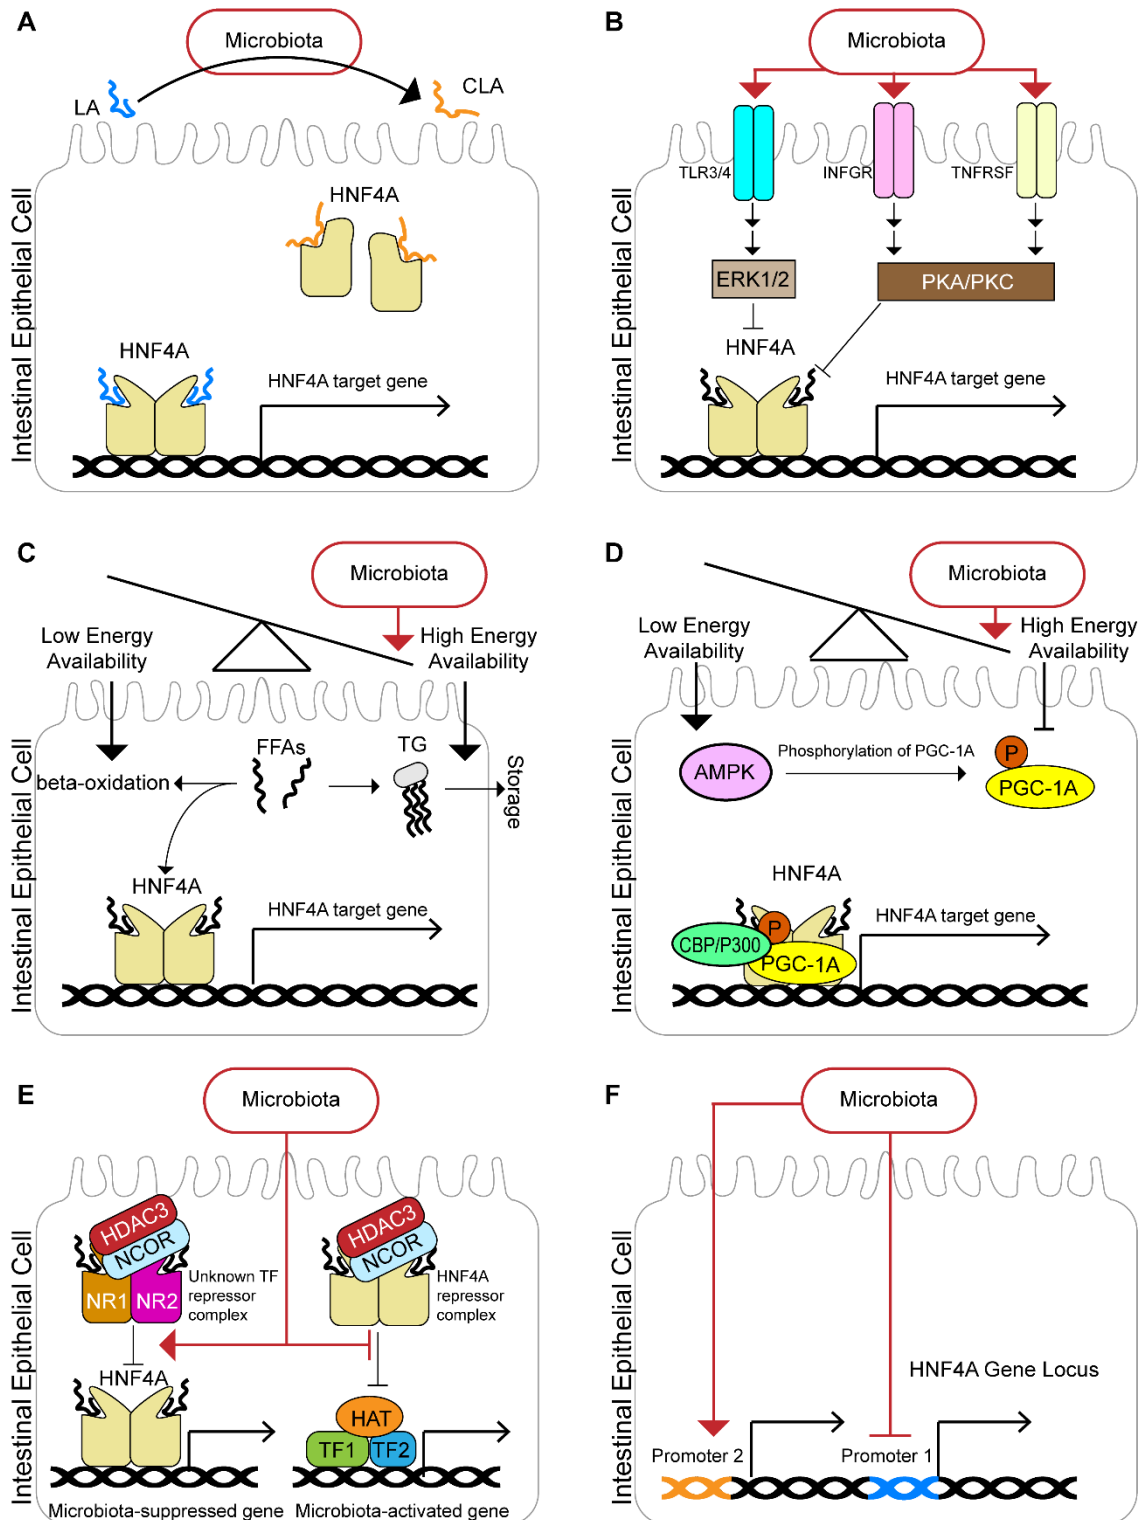 A
Microbiota
LA
CLA
HNF4A
HNF4A
HNF4A target gene
Intestinal Epithelial Cell
B
Microbiota
TLR3/4
INFGR
TNFRSF
ERK1/2
PKA/PKC
HNF4A
HNF4A target gene
Intestinal Epithelial Cell
C
Microbiota
Low Energy
Availability
High Energy
Availability
FFAs
TG
beta-oxidation
Storage
HNF4A
HNF4A target gene
Intestinal Epithelial Cell
D
Microbiota
Low Energy
Availability
High Energy
Availability
AMPK
Phosphorylation of PGC-1A
P
PGC-1A
HNF4A
P
CBP/P300
PGC-1A
HNF4A target gene
Intestinal Epithelial Cell
E
Microbiota
HDAC3
NCOR
NR1
NR2
Unknown TF
repressor
complex
HDAC3
NCOR
HNF4A
repressor
complex
HNF4A
HAT
TF1
TF2
Microbiota-suppressed gene
Microbiota-activated gene
Intestinal Epithelial Cell
F
Microbiota
HNF4A Gene Locus
Promoter 2
Promoter 1
Intestinal Epithelial Cell